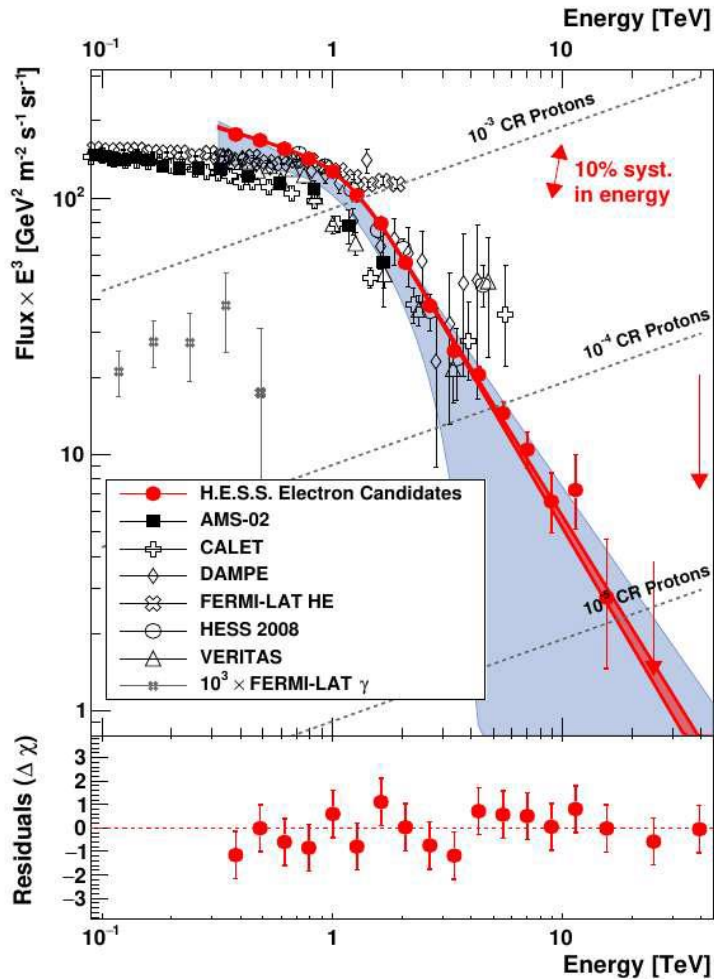 Energy [TeV]
10⁻¹ 1 10
Flux × E³ [GeV² m⁻² s⁻¹ sr⁻¹]
10²
10
1
10⁻³ CR Protons
10% syst.
in energy
10⁻⁴ CR Protons
CR Protons
H.E.S.S. Electron Candidates
AMS-02
CALET
DAMPE
FERMI-LAT HE
HESS 2008
VERITAS
10³ × FERMI-LAT γ
Residuals (Δ χ)
3
2
1
0
−1
−2
−3
10⁻¹ 1 10
Energy [TeV]